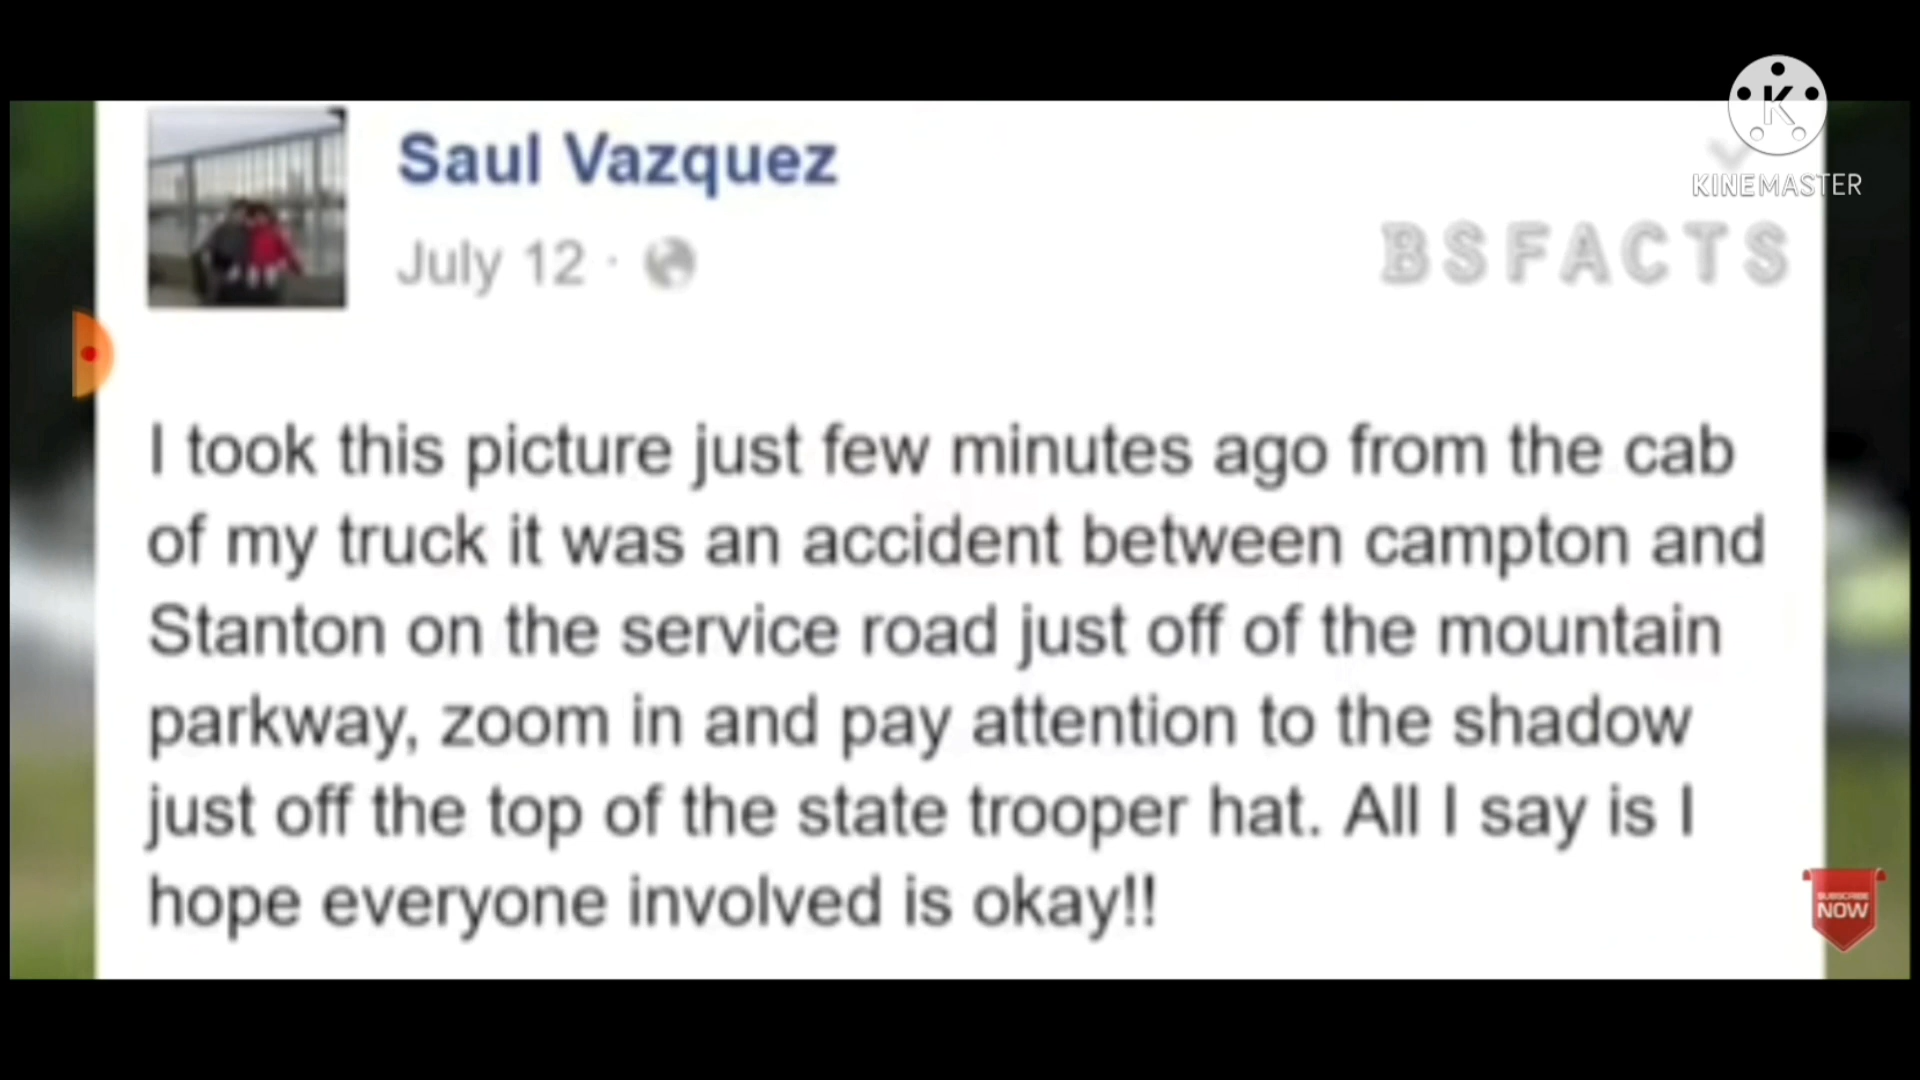 Saul Vazquez
July 12 ·
K
KINEMASTER
BSFACTS
I took this picture just few minutes ago from the cab
of my truck it was an accident between campton and
Stanton on the service road just off of the mountain
parkway, zoom in and pay attention to the shadow
just off the top of the state trooper hat. All I say is I
hope everyone involved is okay!!
SUBSCRIBE
NOW